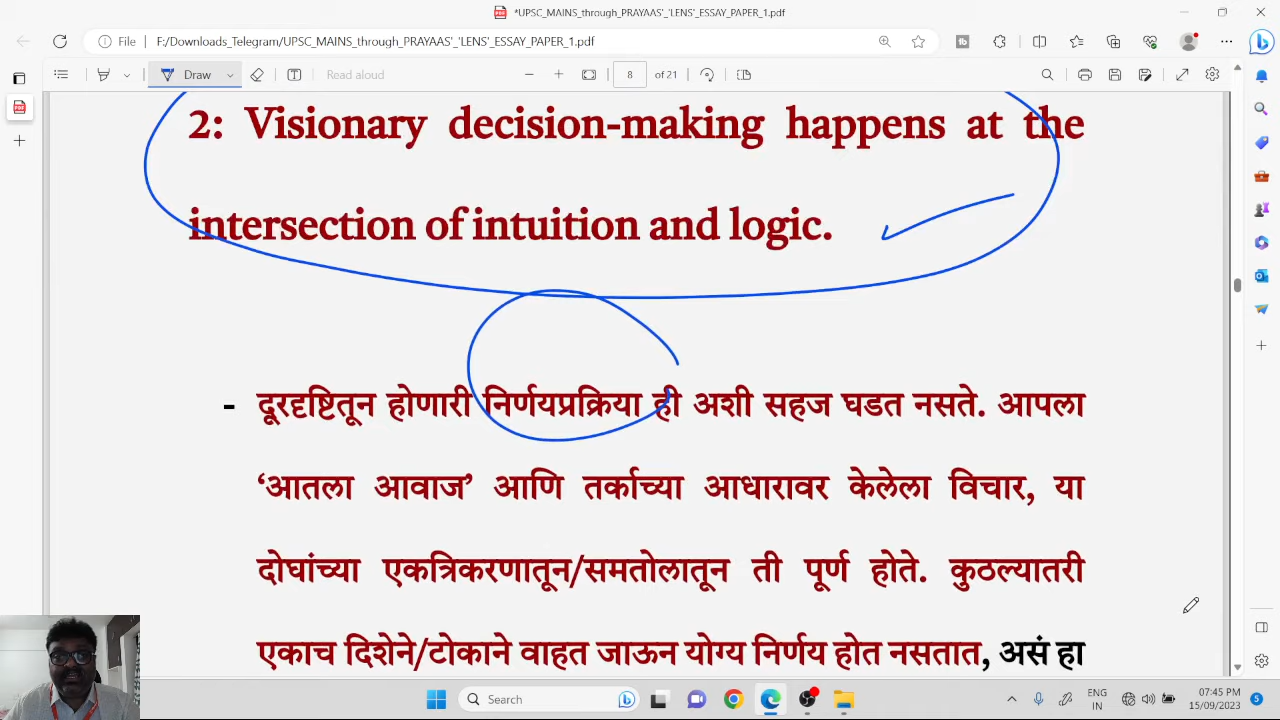 *UPSC_MAINS_through_PRAYAAS'_'LENS'_ESSAY_PAPER_1.pdf
File F:/Downloads_Telegram/UPSC_MAINS_through_PRAYAAS'_'LENS'_ESSAY_PAPER_1.pdf
Draw Read aloud 8 of 21
2: Visionary decision-making happens at the
intersection of intuition and logic.
- दूरदृष्टितून होणारी निर्णयप्रक्रिया ही अशी सहज घडत नसते. आपला
‘आतला आवाज’ आणि तर्काच्या आधारावर केलेला विचार, या
दोघांच्या एकत्रिकरणातून/समतोलातून ती पूर्ण होते. कुठल्यातरी
एकाच दिशेने/टोकाने वाहत जाऊन योग्य निर्णय होत नसतात, असं हा
Search
ENG
IN
07:45 PM
15/09/2023
5